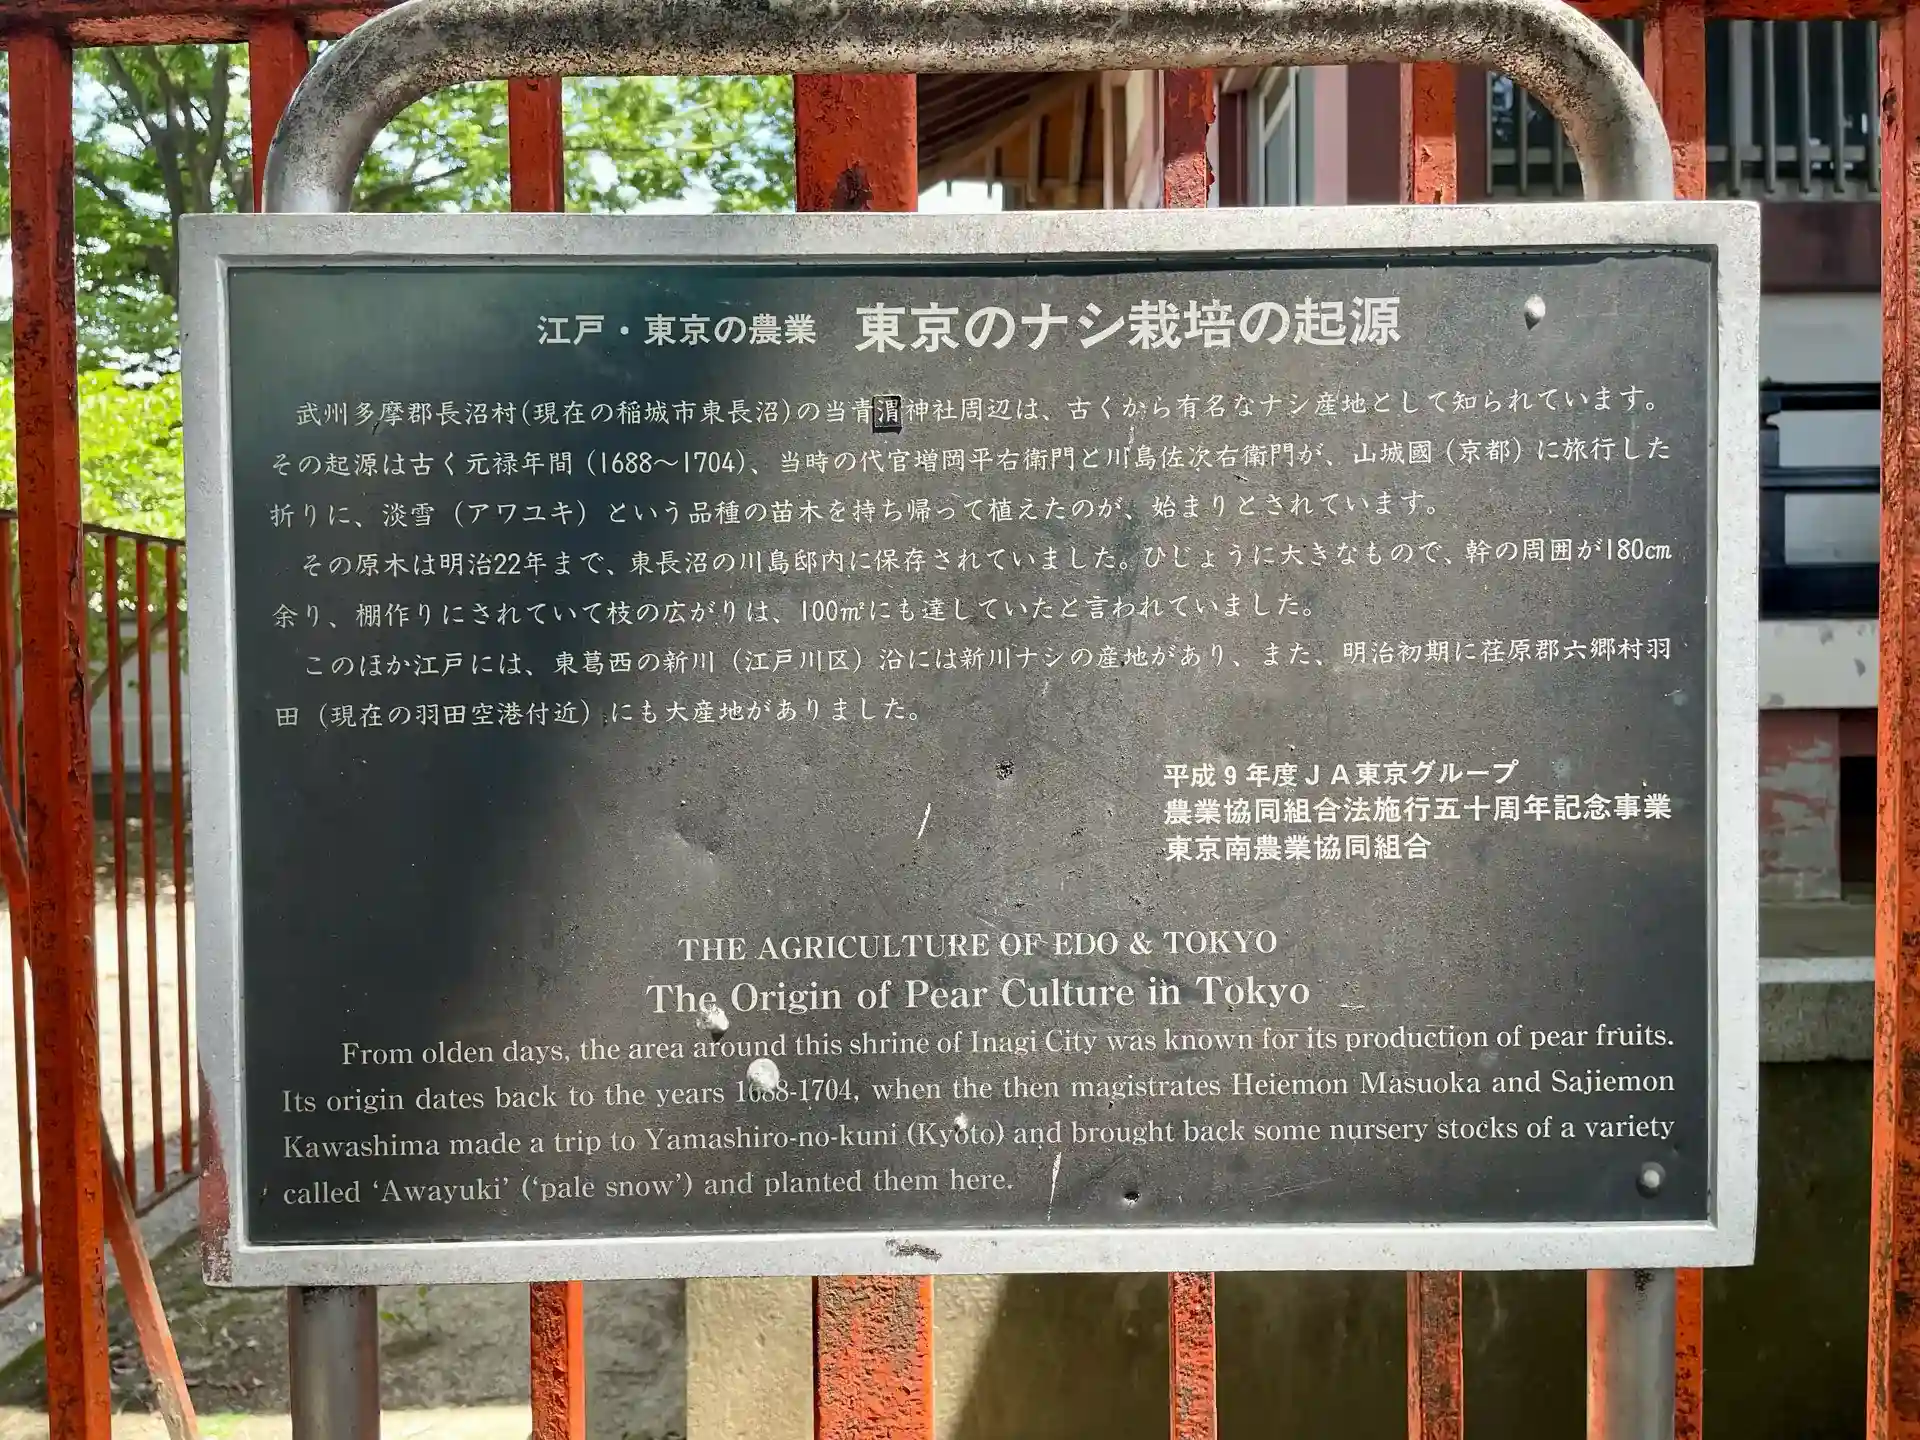 江戸・東京の農業　東京のナシ栽培の起源
武州多摩郡長沼村(現在の稲城市東長沼)の当青渭神社周辺は、古くから有名なナシ産地として知られています。
その起源は古く元禄年間（1688〜1704）、当時の代官増岡平右衛門と川島佐次右衛門が、山城國（京都）に旅行した
折りに、淡雪（アワユキ）という品種の苗木を持ち帰って植えたのが、始まりとされています。
その原木は明治22年まで、東長沼の川島邸内に保存されていました。ひじょうに大きなもので、幹の周囲が180cm
余り、棚作りにされていて枝の広がりは、100㎡にも達していたと言われていました。
このほか江戸には、東葛西の新川（江戸川区）沿には新川ナシの産地があり、また、明治初期に荏原郡六郷村羽
田（現在の羽田空港付近）にも大産地がありました。
平成9年度ＪＡ東京グループ
農業協同組合法施行五十周年記念事業
東京南農業協同組合
THE AGRICULTURE OF EDO & TOKYO
The Origin of Pear Culture in Tokyo
From olden days, the area around this shrine of Inagi City was known for its production of pear fruits.
Its origin dates back to the years 1688-1704, when the then magistrates Heiemon Masuoka and Sajiemon
Kawashima made a trip to Yamashiro-no-kuni (Kyoto) and brought back some nursery stocks of a variety
called ‘Awayuki’ (‘pale snow’) and planted them here.